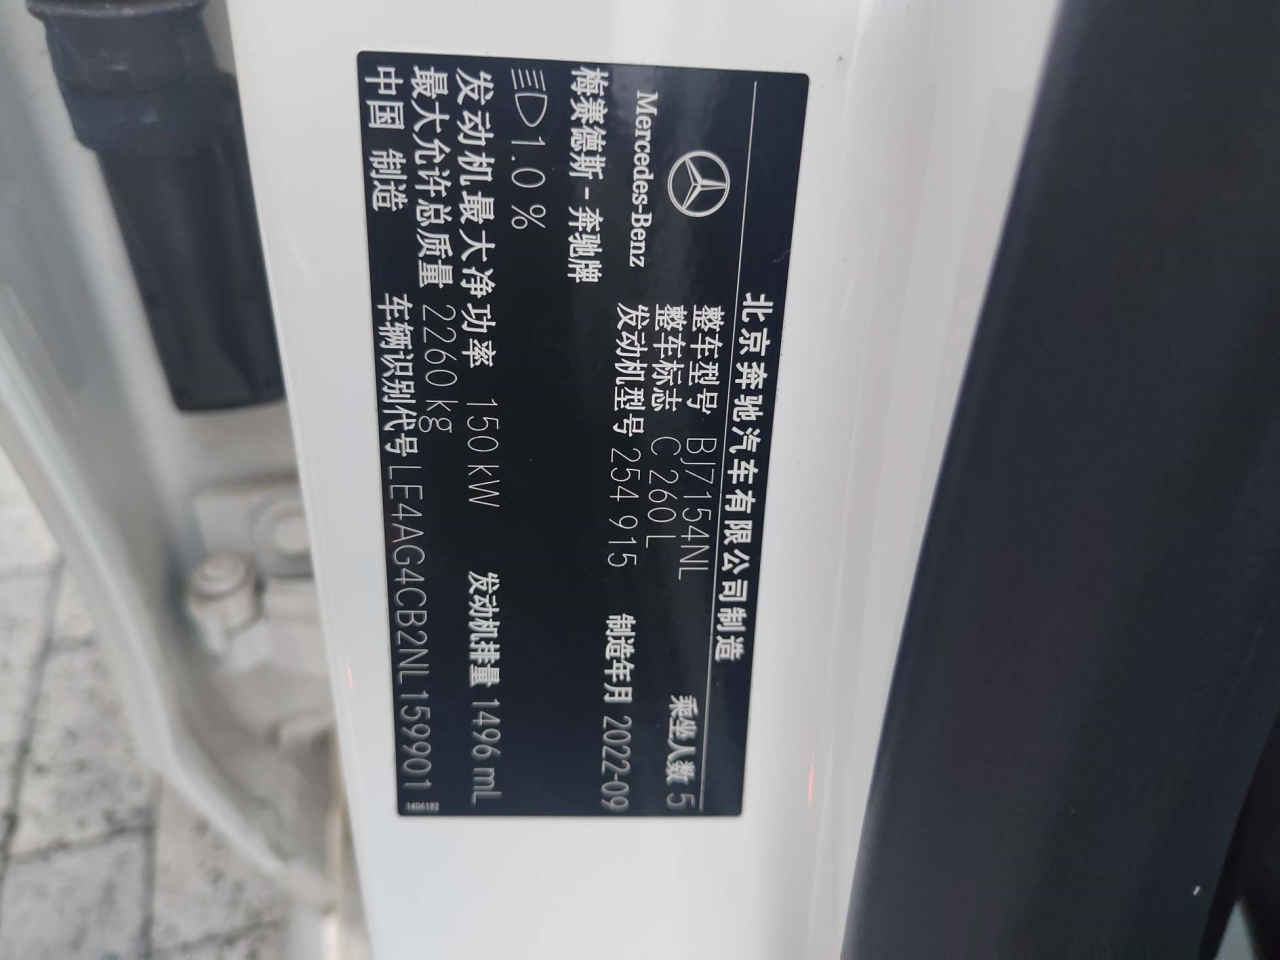 北京奔驰汽车有限公司制造
Mercedes-Benz
梅赛德斯-奔驰牌
整车型号 BJ7154NL
整车标志 C 260 L
乘坐人数 5
发动机型号 254 915
制造年月 2022-09
1.0 %
发动机最大净功率 150 kW
发动机排量 1496 mL
最大允许总质量 2260 kg
中国 制造
车辆识别代号 LE4AG4CB2NL159901
1406192